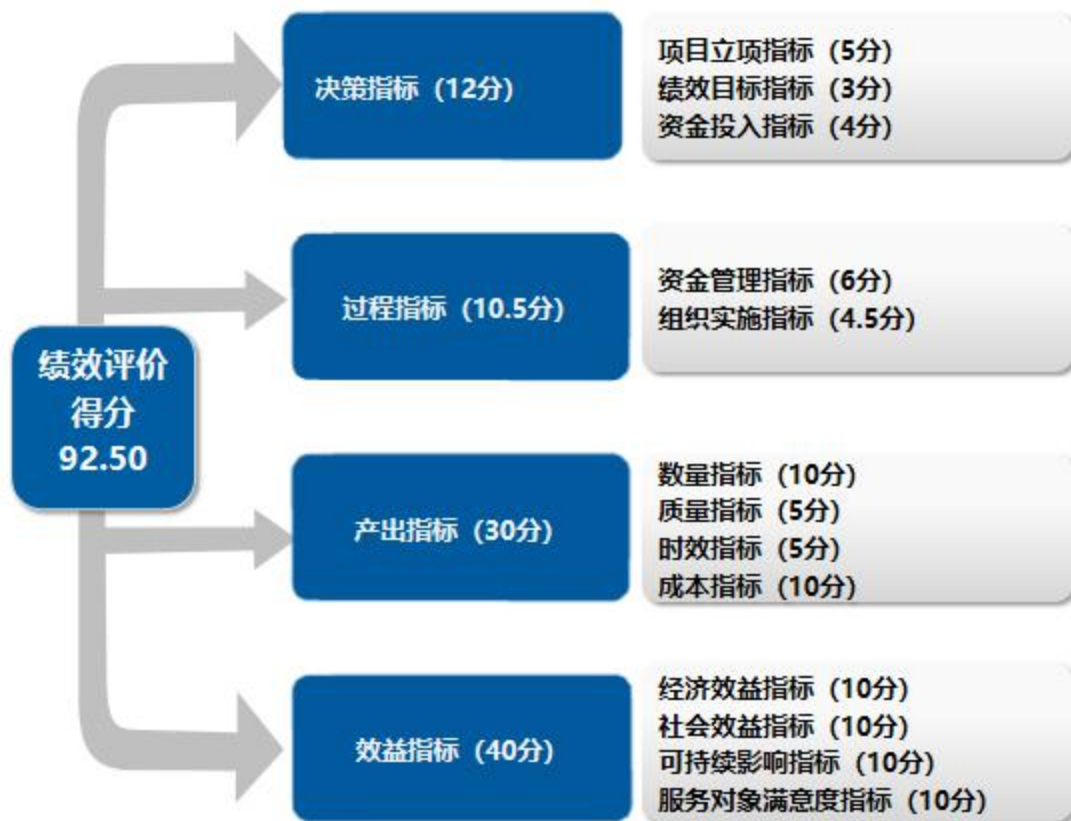 绩效评价
得分
92.50
决策指标 (12分)
项目立项指标 (5分)
绩效目标指标 (3分)
资金投入指标 (4分)
过程指标 (10.5分)
资金管理指标 (6分)
组织实施指标 (4.5分)
产出指标 (30分)
数量指标 (10分)
质量指标 (5分)
时效指标 (5分)
成本指标 (10分)
效益指标 (40分)
经济效益指标 (10分)
社会效益指标 (10分)
可持续影响指标 (10分)
服务对象满意度指标 (10分)